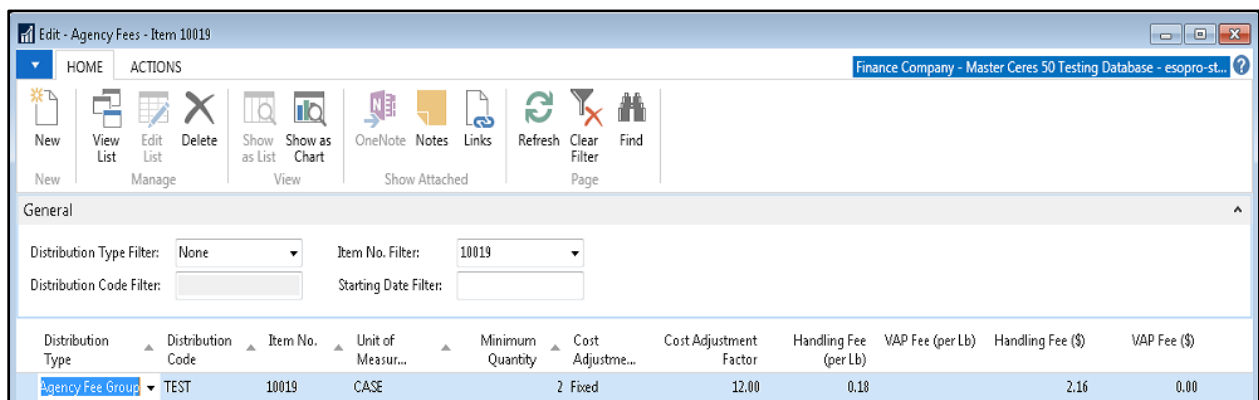 Edit - Agency Fees - Item 10019
HOME ACTIONS
Finance Company - Master Ceres 50 Testing Database - esopro-st...
New View List Edit List Delete Show as List Show as Chart OneNote Notes Links Refresh Clear Filter Find
New Manage View Show Attached Page
General
Distribution Type Filter: None Item No. Filter: 10019
Distribution Code Filter: Starting Date Filter:
Distribution Type Distribution Code Item No. Unit of Measur... Minimum Quantity Cost Adjustme... Cost Adjustment Factor Handling Fee (per Lb) VAP Fee (per Lb) Handling Fee ($) VAP Fee ($)
Agency Fee Group TEST 10019 CASE 2 Fixed 12.00 0.18 2.16 0.00